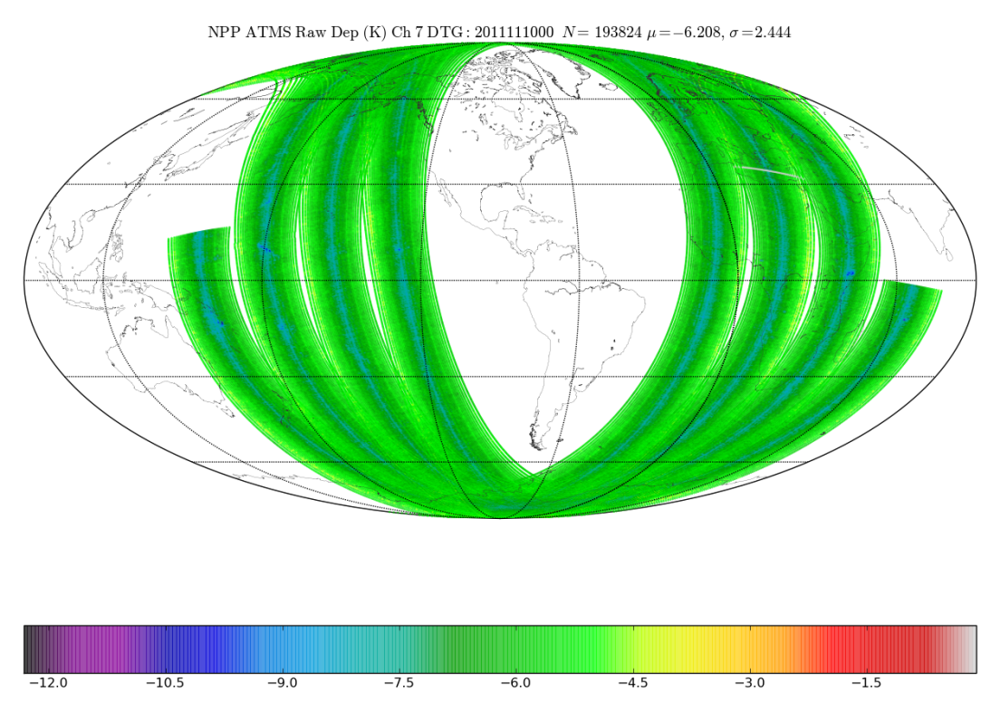 NPP ATMS Raw Dep (K) Ch 7 DTG: 2011111000 N= 193824 μ=−6.208, σ=2.444
−12.0 −10.5 −9.0 −7.5 −6.0 −4.5 −3.0 −1.5